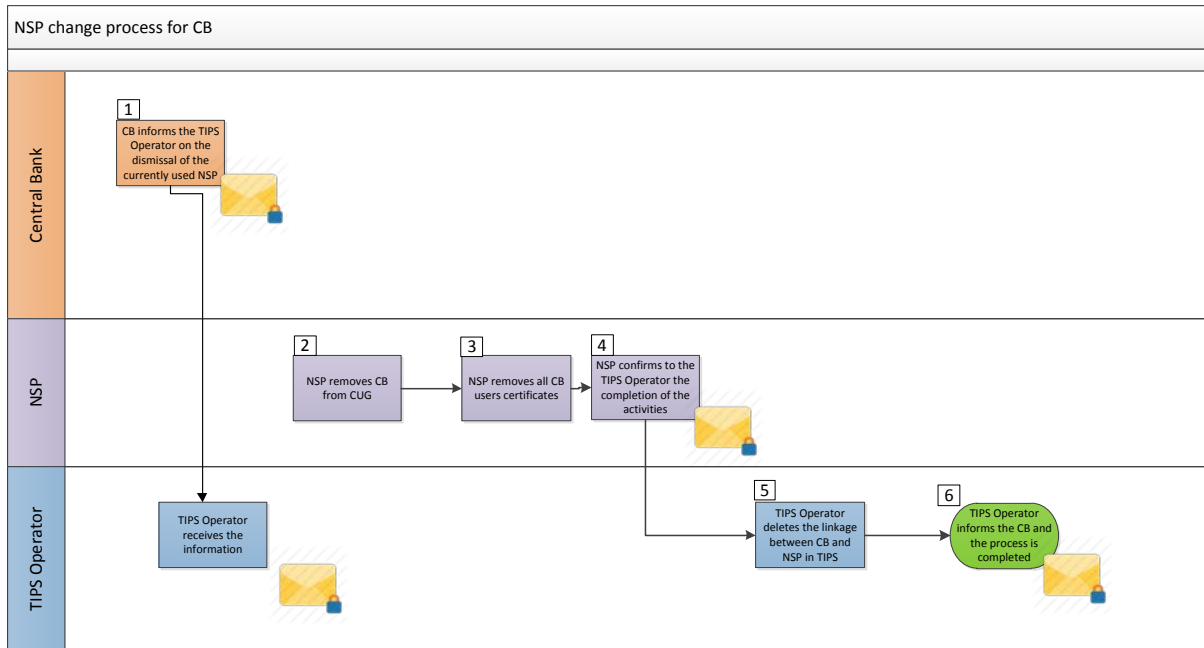 NSP change process for CB
Central Bank
1
CB informs the TIPS
Operator on the
dismissal of the
currently used NSP
NSP
2
NSP removes CB
from CUG
3
NSP removes all CB
users certificates
4
NSP confirms to the
TIPS Operator the
completion of the
activities
TIPS Operator
TIPS Operator
receives the
information
5
TIPS Operator
deletes the linkage
between CB and
NSP in TIPS
6
TIPS Operator
informs the CB and
the process is
completed